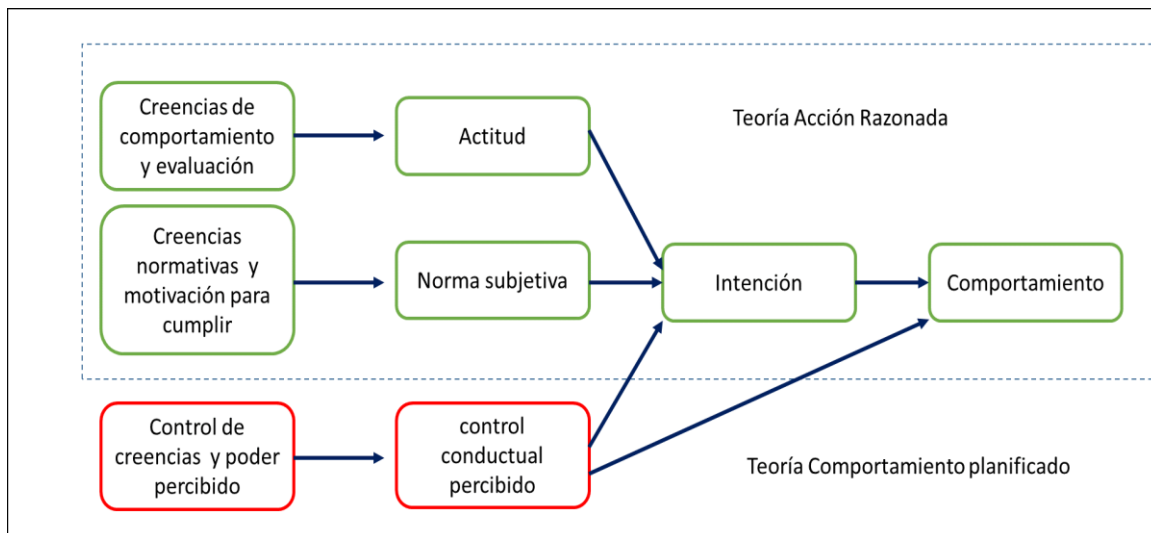 Creencias de
comportamiento
y evaluación
Actitud
Teoría Acción Razonada
Creencias
normativas y
motivación para
cumplir
Norma subjetiva
Intención
Comportamiento
Control de
creencias y poder
percibido
control
conductual
percibido
Teoría Comportamiento planificado